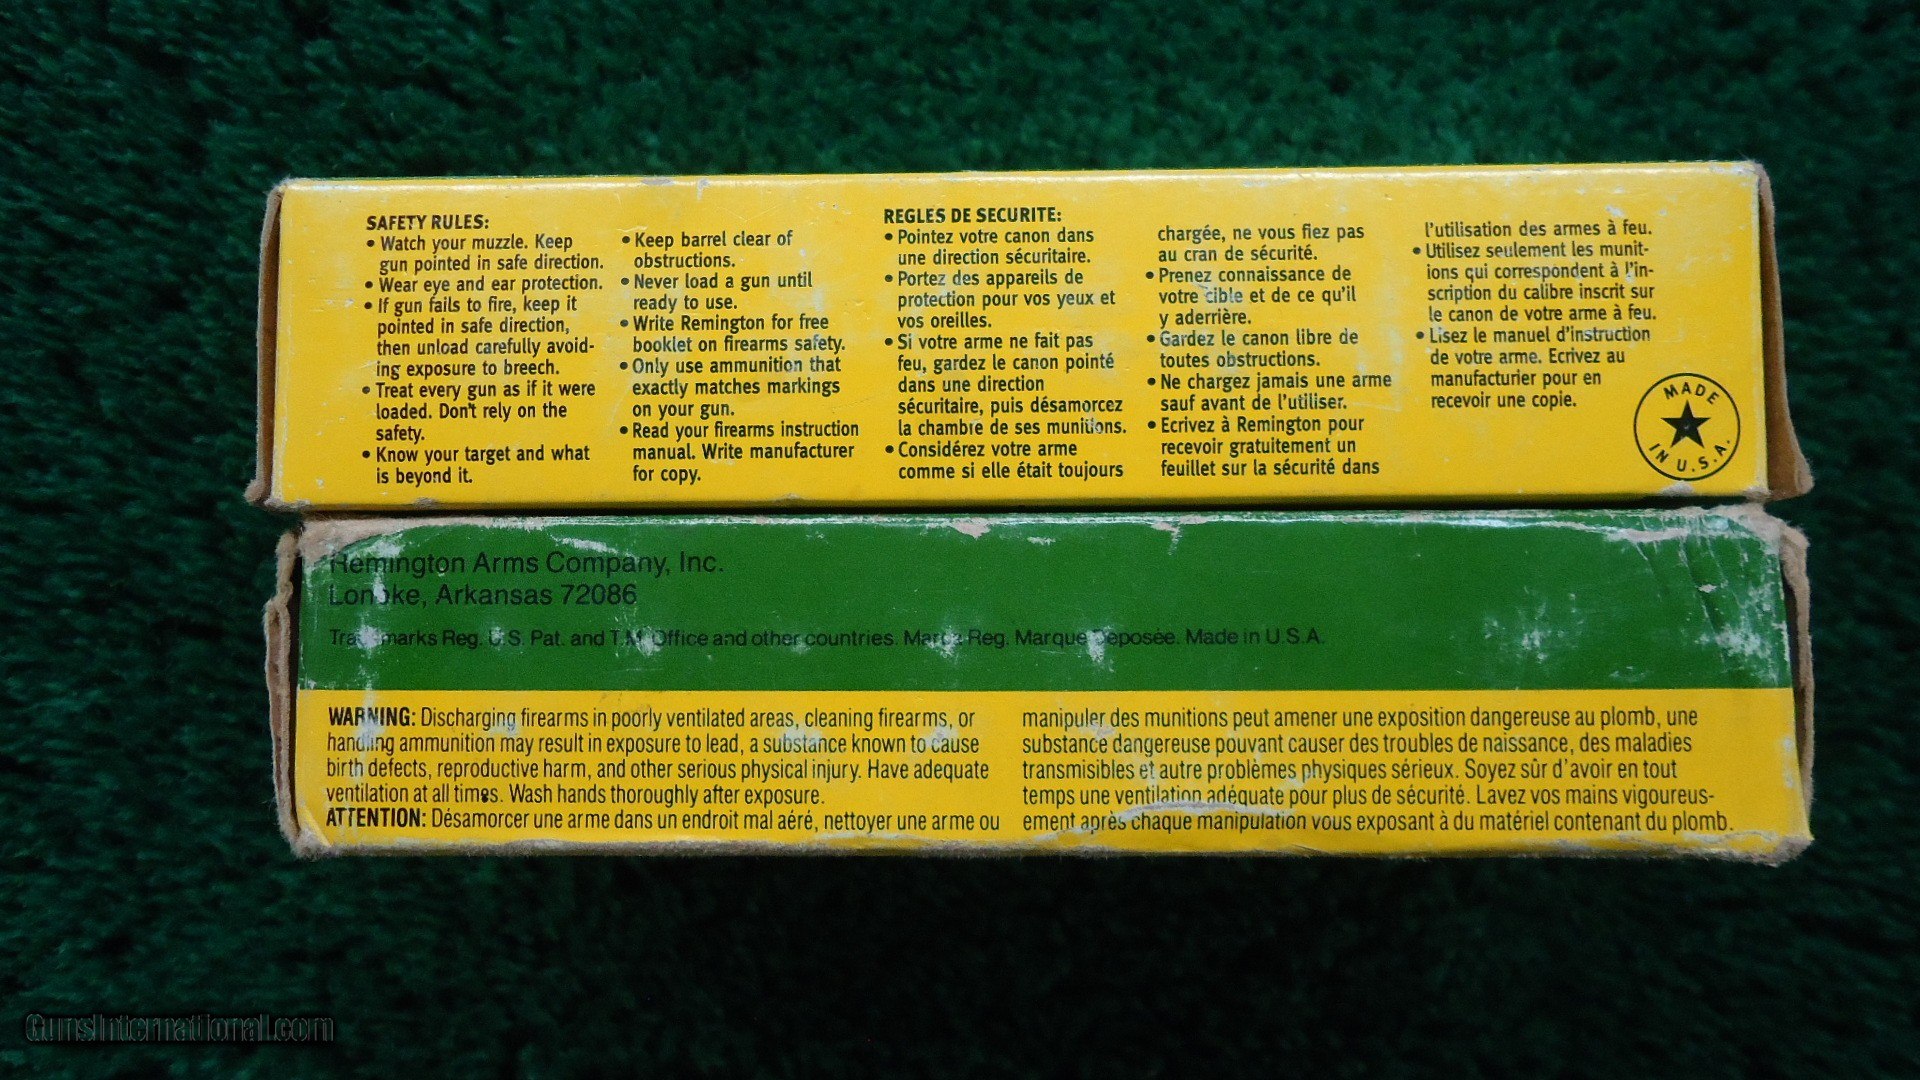 SAFETY RULES:
• Watch your muzzle. Keep
gun pointed in safe direction.
• Wear eye and ear protection.
• If gun fails to fire, keep it
pointed in safe direction,
then unload carefully avoid-
ing exposure to breech.
• Treat every gun as if it were
loaded. Don't rely on the
safety.
• Know your target and what
is beyond it.
• Keep barrel clear of
obstructions.
• Never load a gun until
ready to use.
• Write Remington for free
booklet on firearms safety.
• Only use ammunition that
exactly matches markings
on your gun.
• Read your firearms instruction
manual. Write manufacturer
for copy.
REGLES DE SECURITE:
• Pointez votre canon dans
une direction sécuritaire.
• Portez des appareils de
protection pour vos yeux et
vos oreilles.
• Si votre arme ne fait pas
feu, gardez le canon pointé
dans une direction
sécuritaire, puis désamorcez
la chambre de ses munitions.
• Considérez votre arme
comme si elle était toujours
chargée, ne vous fiez pas
au cran de sécurité.
• Prenez connaissance de
votre cible et de ce qu'il
y aderrière.
• Gardez le canon libre de
toutes obstructions.
• Ne chargez jamais une arme
sauf avant de l'utiliser.
• Ecrivez à Remington pour
recevoir gratuitement un
feuillet sur la sécurité dans
l'utilisation des armes à feu.
• Utilisez seulement les munit-
ions qui correspondent à l'in-
scription du calibre inscrit sur
le canon de votre arme à feu.
• Lisez le manuel d'instruction
de votre arme. Ecrivez au
manufacturier pour en
recevoir une copie.
MADE
IN U.S.A.
Remington Arms Company, Inc.
Lonoke, Arkansas 72086
Trademarks Reg. U.S. Pat. and T.M. Office and other countries. Marca Reg. Marque Deposée. Made in U.S.A.
WARNING: Discharging firearms in poorly ventilated areas, cleaning firearms, or
handling ammunition may result in exposure to lead, a substance known to cause
birth defects, reproductive harm, and other serious physical injury. Have adequate
ventilation at all times. Wash hands thoroughly after exposure.
ATTENTION: Désamorcer une arme dans un endroit mal aéré, nettoyer une arme ou
manipuler des munitions peut amener une exposition dangereuse au plomb, une
substance dangereuse pouvant causer des troubles de naissance, des maladies
transmisibles et autre problèmes physiques sérieux. Soyez sûr d'avoir en tout
temps une ventilation adéquate pour plus de sécurité. Lavez vos mains vigoureus-
ement après chaque manipulation vous exposant à du matériel contenant du plomb.
GunsInternational.com